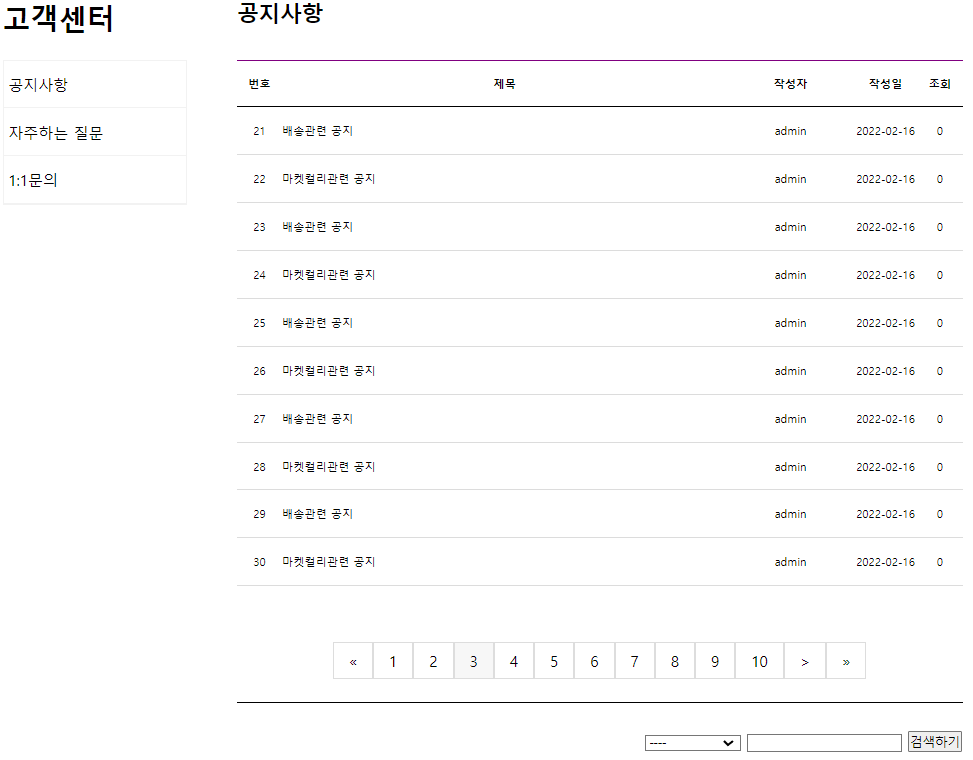 고객센터
공지사항
자주하는 질문
1:1문의
공지사항
번호 제목 작성자 작성일 조회
21 배송관련 공지 admin 2022-02-16 0
22 마켓컬리관련 공지 admin 2022-02-16 0
23 배송관련 공지 admin 2022-02-16 0
24 마켓컬리관련 공지 admin 2022-02-16 0
25 배송관련 공지 admin 2022-02-16 0
26 마켓컬리관련 공지 admin 2022-02-16 0
27 배송관련 공지 admin 2022-02-16 0
28 마켓컬리관련 공지 admin 2022-02-16 0
29 배송관련 공지 admin 2022-02-16 0
30 마켓컬리관련 공지 admin 2022-02-16 0
« 1 2 3 4 5 6 7 8 9 10 > »
---- 검색하기